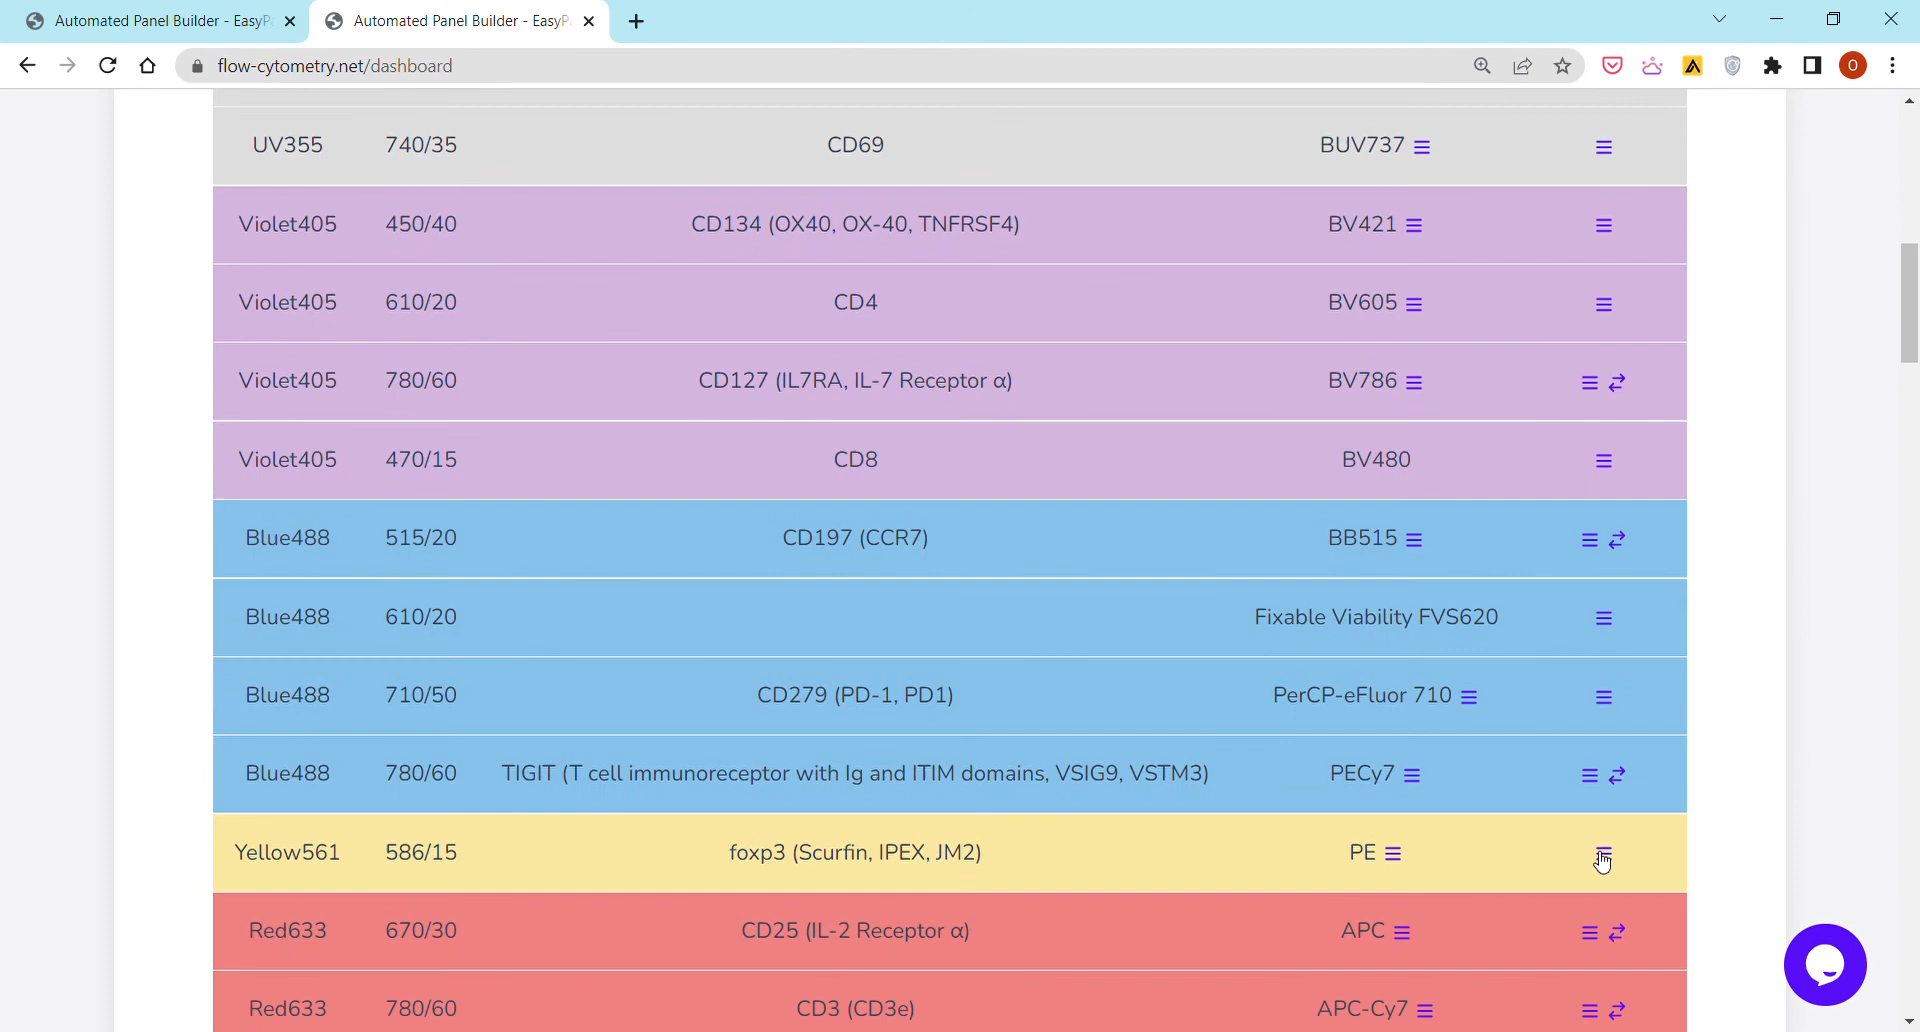 Automated Panel Builder - EasyP
Automated Panel Builder - EasyP
flow-cytometry.net/dashboard
O
UV355 740/35 CD69 BUV737
Violet405 450/40 CD134 (OX40, OX-40, TNFRSF4) BV421
Violet405 610/20 CD4 BV605
Violet405 780/60 CD127 (IL7RA, IL-7 Receptor α) BV786
Violet405 470/15 CD8 BV480
Blue488 515/20 CD197 (CCR7) BB515
Blue488 610/20 Fixable Viability FVS620
Blue488 710/50 CD279 (PD-1, PD1) PerCP-eFluor 710
Blue488 780/60 TIGIT (T cell immunoreceptor with Ig and ITIM domains, VSIG9, VSTM3) PECy7
Yellow561 586/15 foxp3 (Scurfin, IPEX, JM2) PE
Red633 670/30 CD25 (IL-2 Receptor α) APC
Red633 780/60 CD3 (CD3e) APC-Cy7